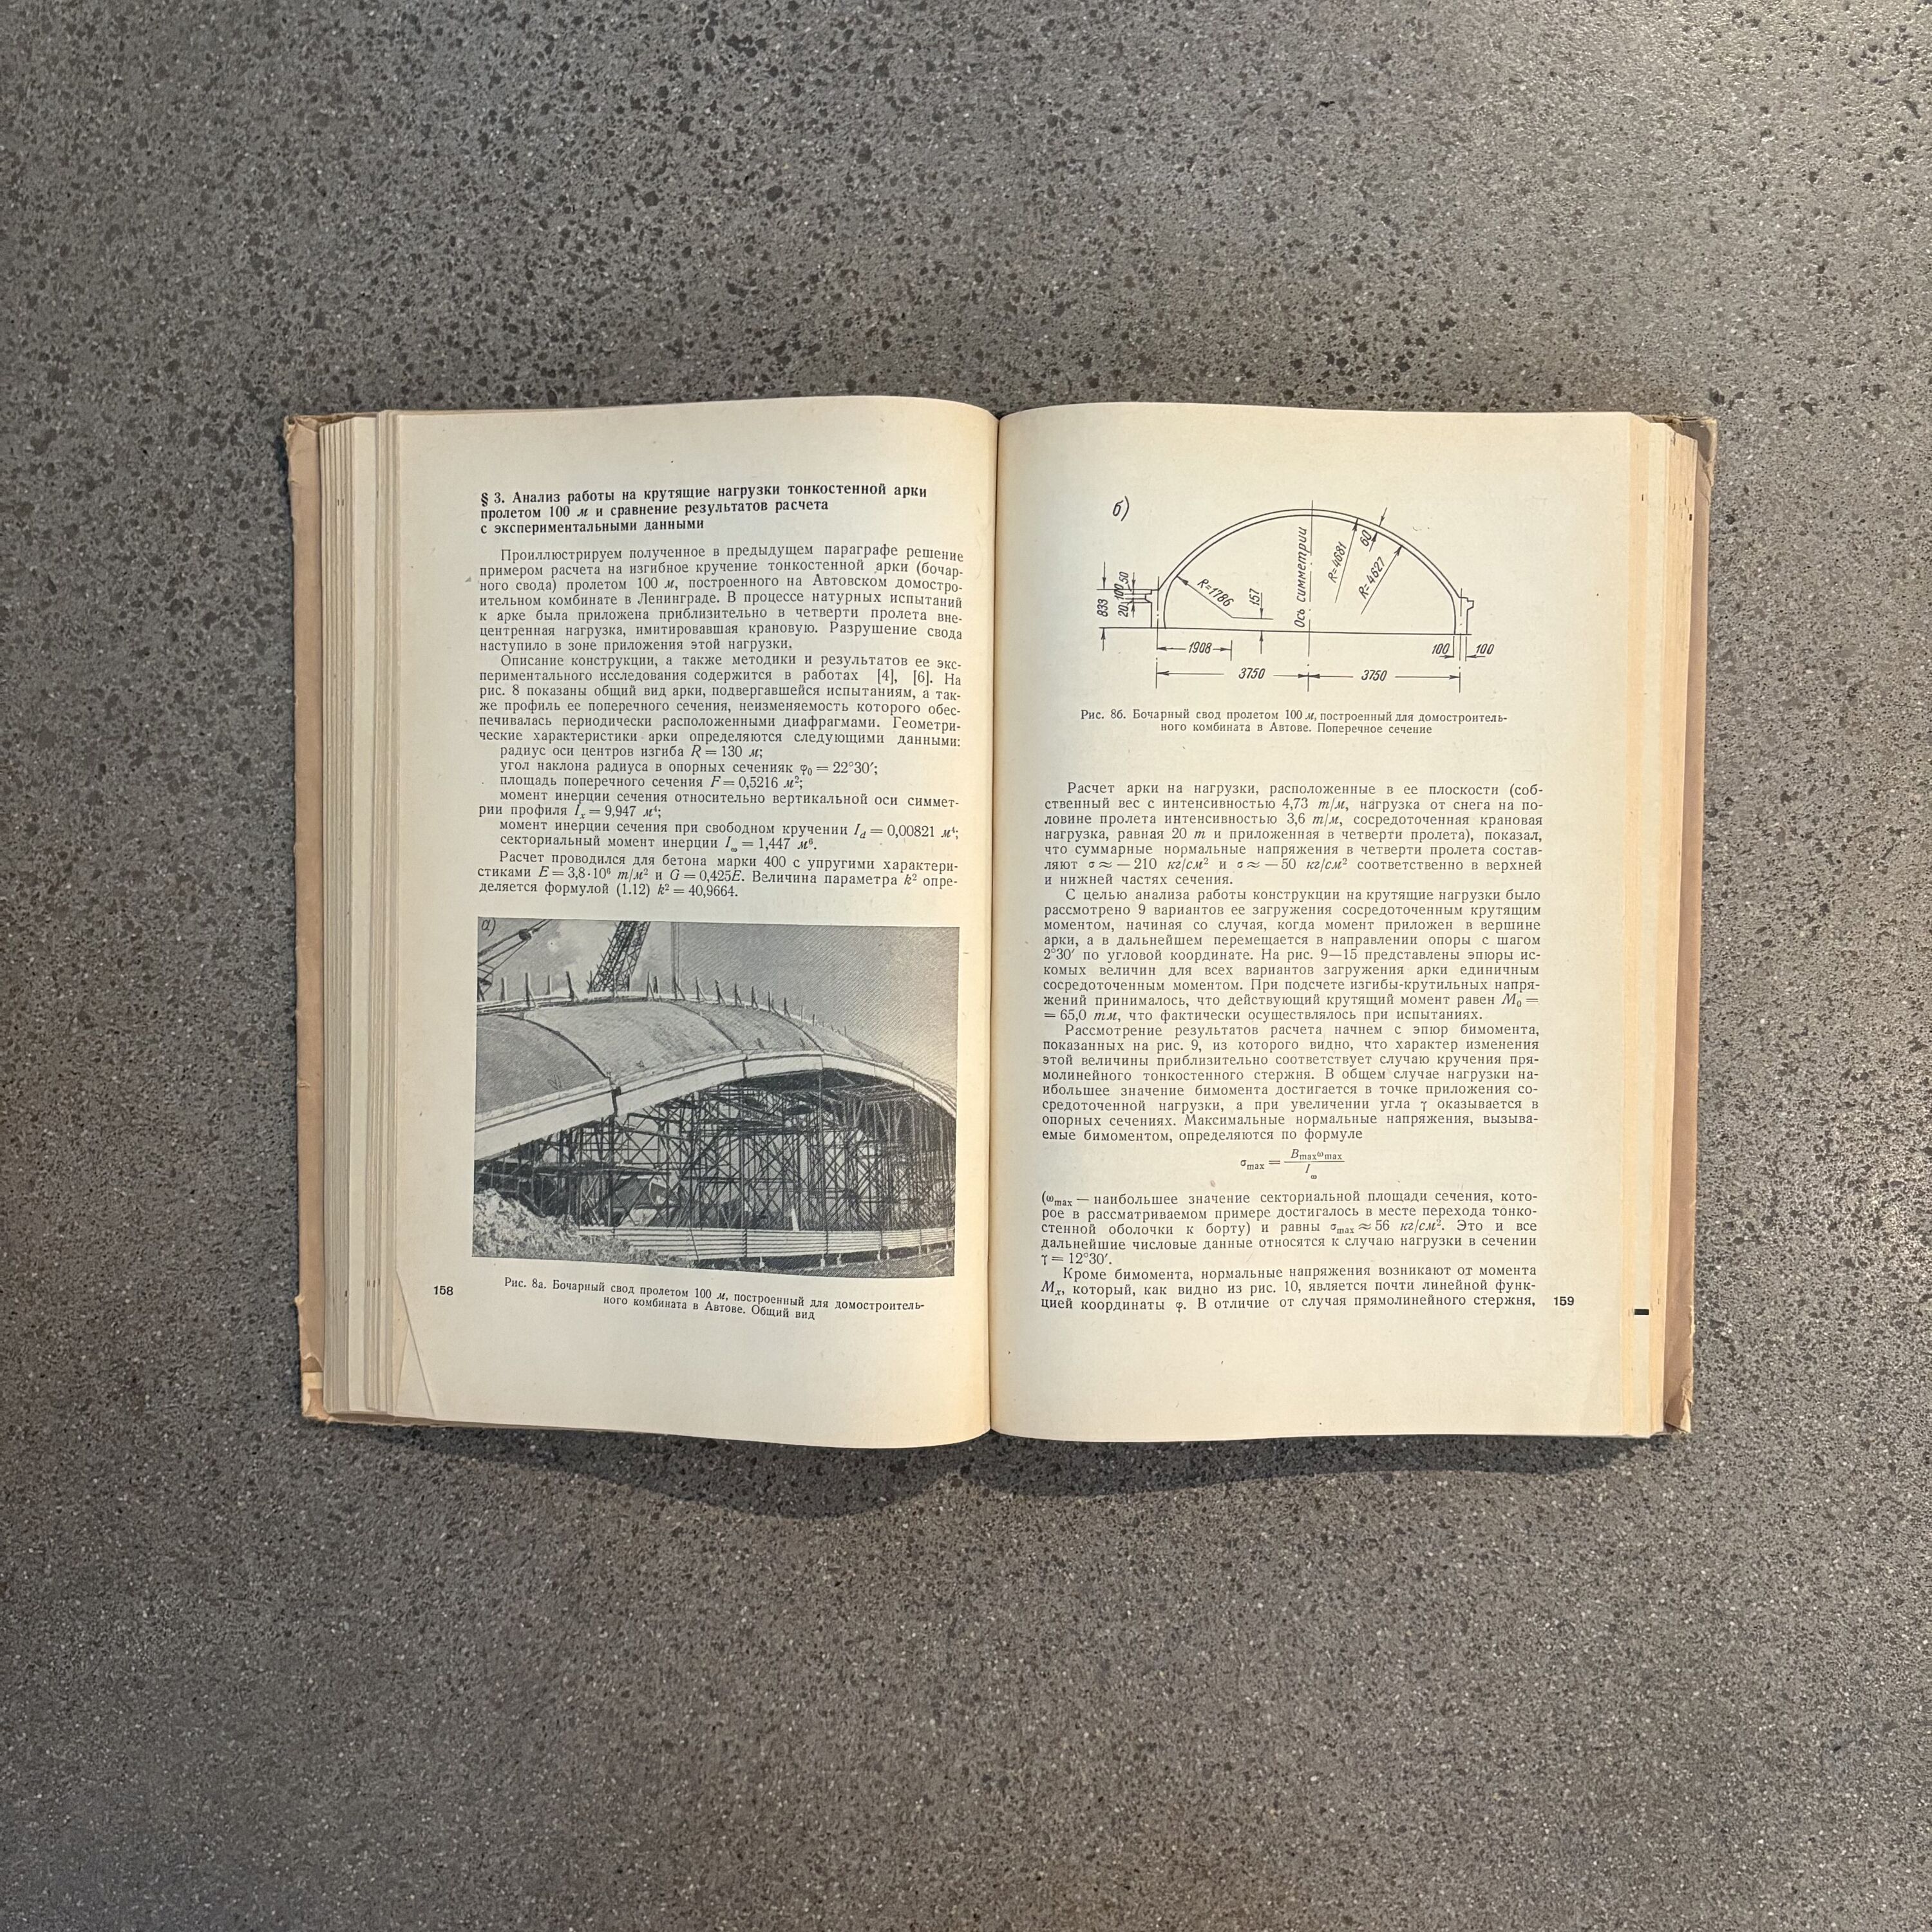 § 3. Анализ работы на крутящие нагрузки тонкостенной арки
пролетом 100 м и сравнение результатов расчета
с экспериментальными данными
Проиллюстрируем полученное в предыдущем параграфе решение
примером расчета на изгибное кручение тонкостенной арки (бочар-
ного свода) пролетом 100 м, построенного на Автовском домостро-
ительном комбинате в Ленинграде. В процессе натурных испытаний
к арке была приложена приблизительно в четверти пролета вне-
центренная нагрузка, имитировавшая крановую. Разрушение свода
наступило в зоне приложения этой нагрузки.
Описание конструкции, а также методики и результатов ее экс-
периментального исследования содержится в работах [4], [6]. На
рис. 8 показаны общий вид арки, подвергавшейся испытаниям, а так-
же профиль ее поперечного сечения, неизменяемость которого обес-
печивалась периодически расположенными диафрагмами. Геометри-
ческие характеристики арки определяются следующими данными:
радиус оси центров изгиба R = 130 м;
угол наклона радиуса в опорных сеченияк φ₀ = 22°30′;
площадь поперечного сечения F = 0,5216 м²;
момент инерции сечения относительно вертикальной оси симмет-
рии профиля Iₓ = 9,947 м⁴;
момент инерции сечения при свободном кручении I_d = 0,00821 м⁴;
секториальный момент инерции I_ω = 1,447 м⁶.
Расчет проводился для бетона марки 400 с упругими характери-
стиками E = 3,8·10⁶ т/м² и G = 0,425E. Величина параметра k² опре-
деляется формулой (1.12) k² = 40,9664.
а)
Рис. 8а. Бочарный свод пролетом 100 м, построенный для домостроитель-
ного комбината в Автове. Общий вид
158
б)
833
20 100 50
R=1786
157
Ось симметрии
R=4681
60
R=4627
1908
100 100
3750 3750
Рис. 8б. Бочарный свод пролетом 100 м, построенный для домостроитель-
ного комбината в Автове. Поперечное сечение
Расчет арки на нагрузки, расположенные в ее плоскости (соб-
ственный вес с интенсивностью 4,73 т/м, нагрузка от снега на по-
ловине пролета интенсивностью 3,6 т/м, сосредоточенная крановая
нагрузка, равная 20 т и приложенная в четверти пролета), показал,
что суммарные нормальные напряжения в четверти пролета состав-
ляют σ ≈ — 210 кг/см² и σ ≈ — 50 кг/см² соответственно в верхней
и нижней частях сечения.
С целью анализа работы конструкции на крутящие нагрузки было
рассмотрено 9 вариантов ее загружения сосредоточенным крутящим
моментом, начиная со случая, когда момент приложен в вершине
арки, а в дальнейшем перемещается в направлении опоры с шагом
2°30′ по угловой координате. На рис. 9—15 представлены эпюры ис-
комых величин для всех вариантов загружения арки единичным
сосредоточенным моментом. При подсчете изгибы-крутильных напря-
жений принималось, что действующий крутящий момент равен M₀ =
= 65,0 тм, что фактически осуществлялось при испытаниях.
Рассмотрение результатов расчета начнем с эпюр бимомента,
показанных на рис. 9, из которого видно, что характер изменения
этой величины приблизительно соответствует случаю кручения пря-
молинейного тонкостенного стержня. В общем случае нагрузки на-
ибольшее значение бимомента достигается в точке приложения со-
средоточенной нагрузки, а при увеличении угла γ оказывается в
опорных сечениях. Максимальные нормальные напряжения, вызыва-
емые бимоментом, определяются по формуле
σ_max = B_max ω_max / I_ω
(ω_max — наибольшее значение секториальной площади сечения, кото-
рое в рассматриваемом примере достигалось в месте перехода тонко-
стенной оболочки к борту) и равны σ_max ≈ 56 кг/см². Это и все
дальнейшие числовые данные относятся к случаю нагрузки в сечении
γ = 12°30′.
Кроме бимомента, нормальные напряжения возникают от момента
Mₓ, который, как видно из рис. 10, является почти линейной функ-
цией координаты φ. В отличие от случая прямолинейного стержня,
159